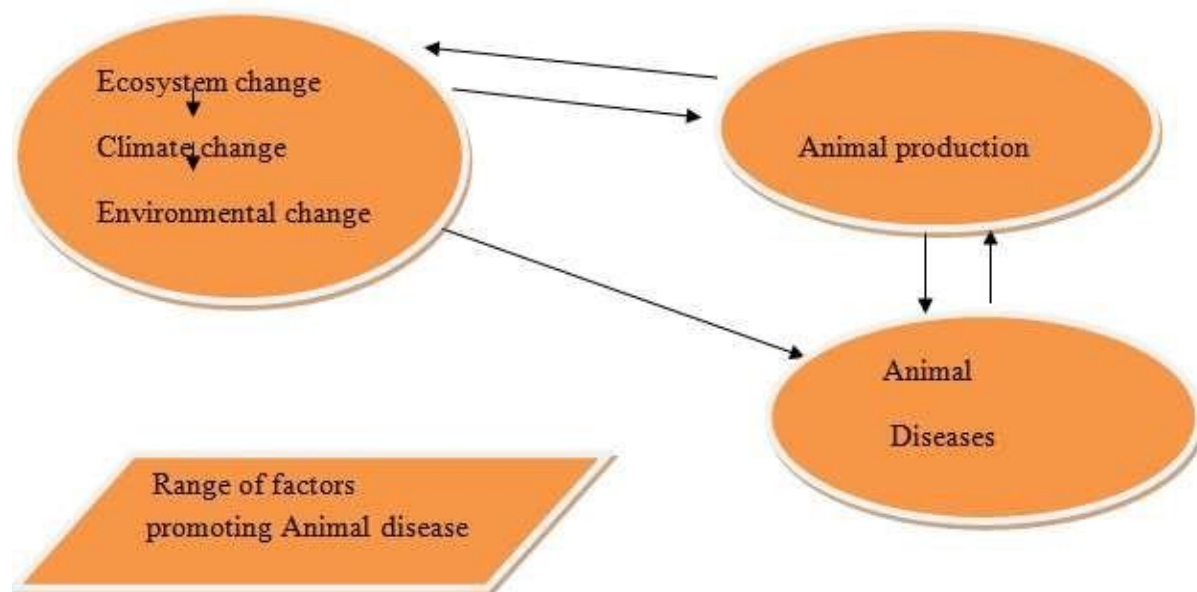 Ecosystem change
Climate change
Environmental change
Animal production
Animal
Diseases
Range of factors
promoting Animal disease